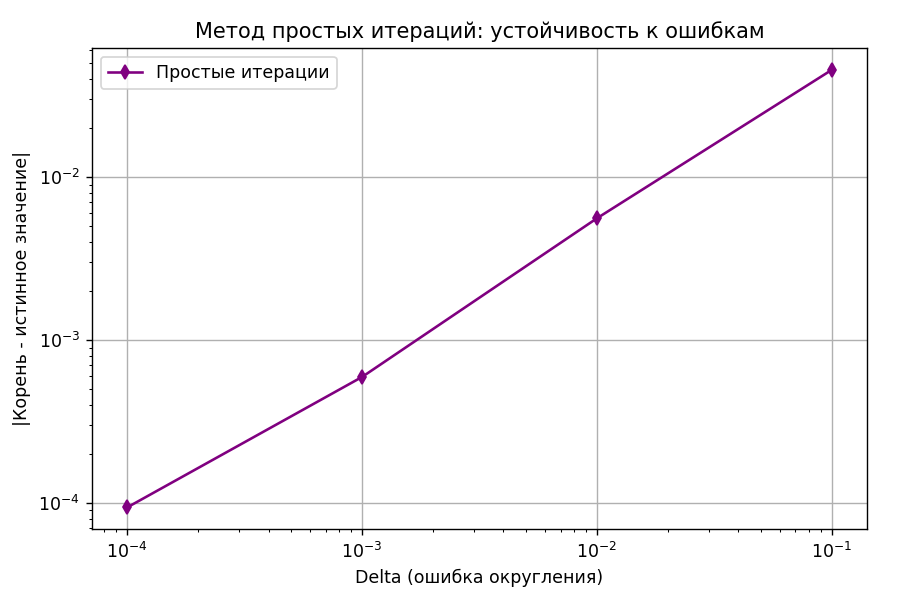 Метод простых итераций: устойчивость к ошибкам
Простые итерации
|Корень - истинное значение|
10⁻²
10⁻³
10⁻⁴
10⁻⁴ 10⁻³ 10⁻² 10⁻¹
Delta (ошибка округления)